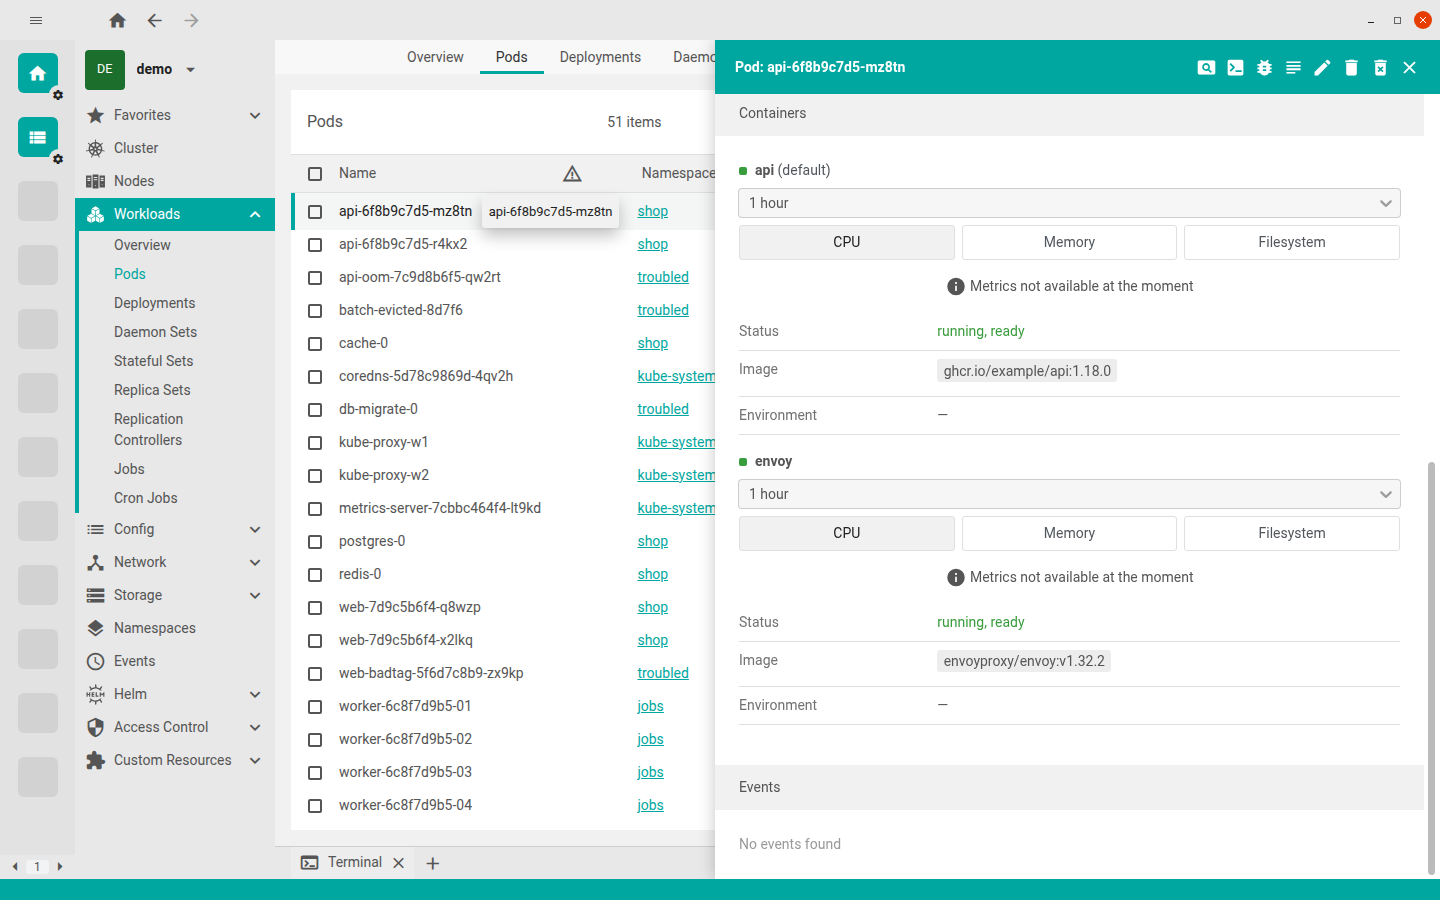 DE
demo
Favorites
Cluster
Nodes
Workloads
Overview
Pods
Deployments
Daemon Sets
Stateful Sets
Replica Sets
Replication
Controllers
Jobs
Cron Jobs
Config
Network
Storage
Namespaces
Events
HELM
Helm
Access Control
Custom Resources
1
Overview
Pods
Deployments
Daemo
Pods
51 items
Name
Namespace
api-6f8b9c7d5-mz8tn
api-6f8b9c7d5-mz8tn
shop
api-6f8b9c7d5-r4kx2
shop
api-oom-7c9d8b6f5-qw2rt
troubled
batch-evicted-8d7f6
troubled
cache-0
shop
coredns-5d78c9869d-4qv2h
kube-system
db-migrate-0
troubled
kube-proxy-w1
kube-system
kube-proxy-w2
kube-system
metrics-server-7cbbc464f4-lt9kd
kube-system
postgres-0
shop
redis-0
shop
web-7d9c5b6f4-q8wzp
shop
web-7d9c5b6f4-x2lkq
shop
web-badtag-5f6d7c8b9-zx9kp
troubled
worker-6c8f7d9b5-01
jobs
worker-6c8f7d9b5-02
jobs
worker-6c8f7d9b5-03
jobs
worker-6c8f7d9b5-04
jobs
Terminal
Pod: api-6f8b9c7d5-mz8tn
Containers
api (default)
1 hour
CPU
Memory
Filesystem
Metrics not available at the moment
Status
running, ready
Image
ghcr.io/example/api:1.18.0
Environment
—
envoy
1 hour
CPU
Memory
Filesystem
Metrics not available at the moment
Status
running, ready
Image
envoyproxy/envoy:v1.32.2
Environment
—
Events
No events found